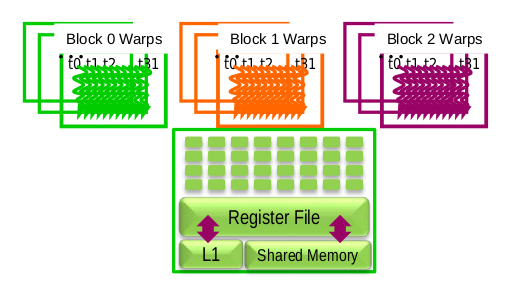 Block 0 Warps Block 1 Warps Block 2 Warps
t0 t1 t2 … t31 t0 t1 t2 … t31 t0 t1 t2 … t31
Register File
L1 Shared Memory